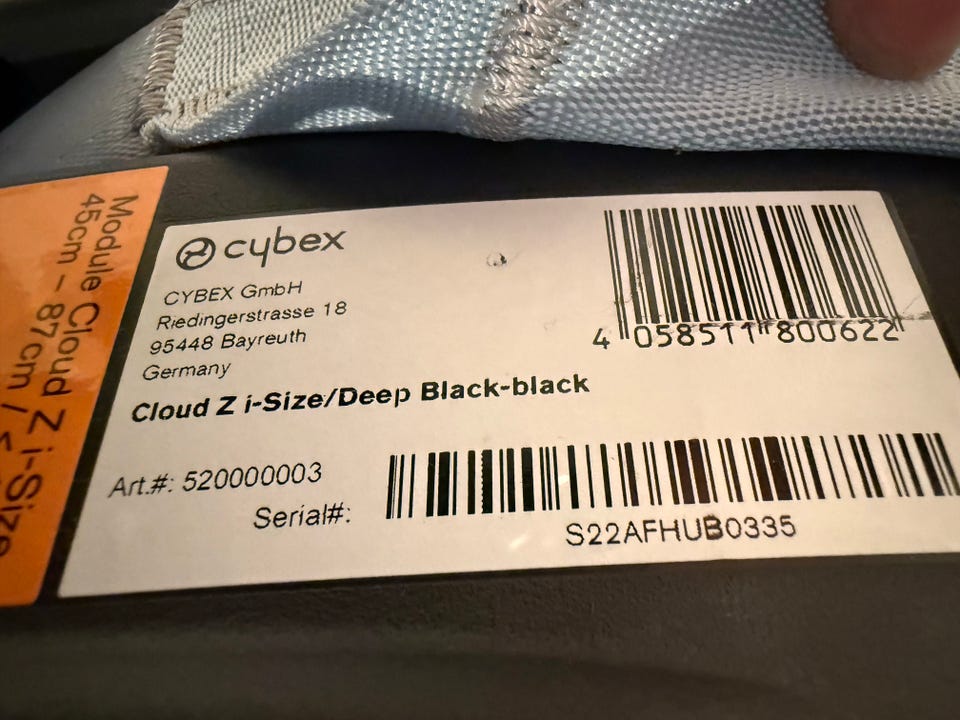 Module Cloud Z i-Size
45cm - 87cm / <
cybex
CYBEX GmbH
Riedingerstrasse 18
95448 Bayreuth
Germany
Cloud Z i-Size/Deep Black-black
4 058511 800622
Art.#: 520000003
Serial#:
S22AFHUB0335